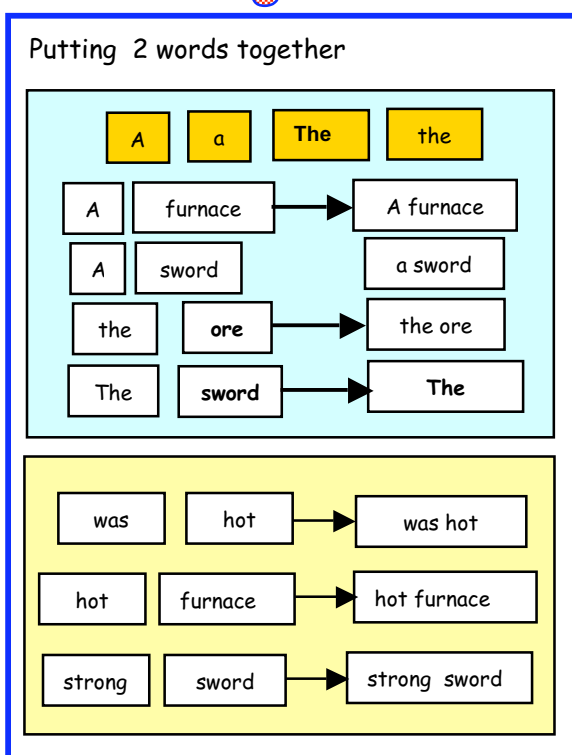 Putting 2 words together
A a The the
A furnace A furnace
A sword a sword
the ore the ore
The sword The
was hot was hot
hot furnace hot furnace
strong sword strong sword